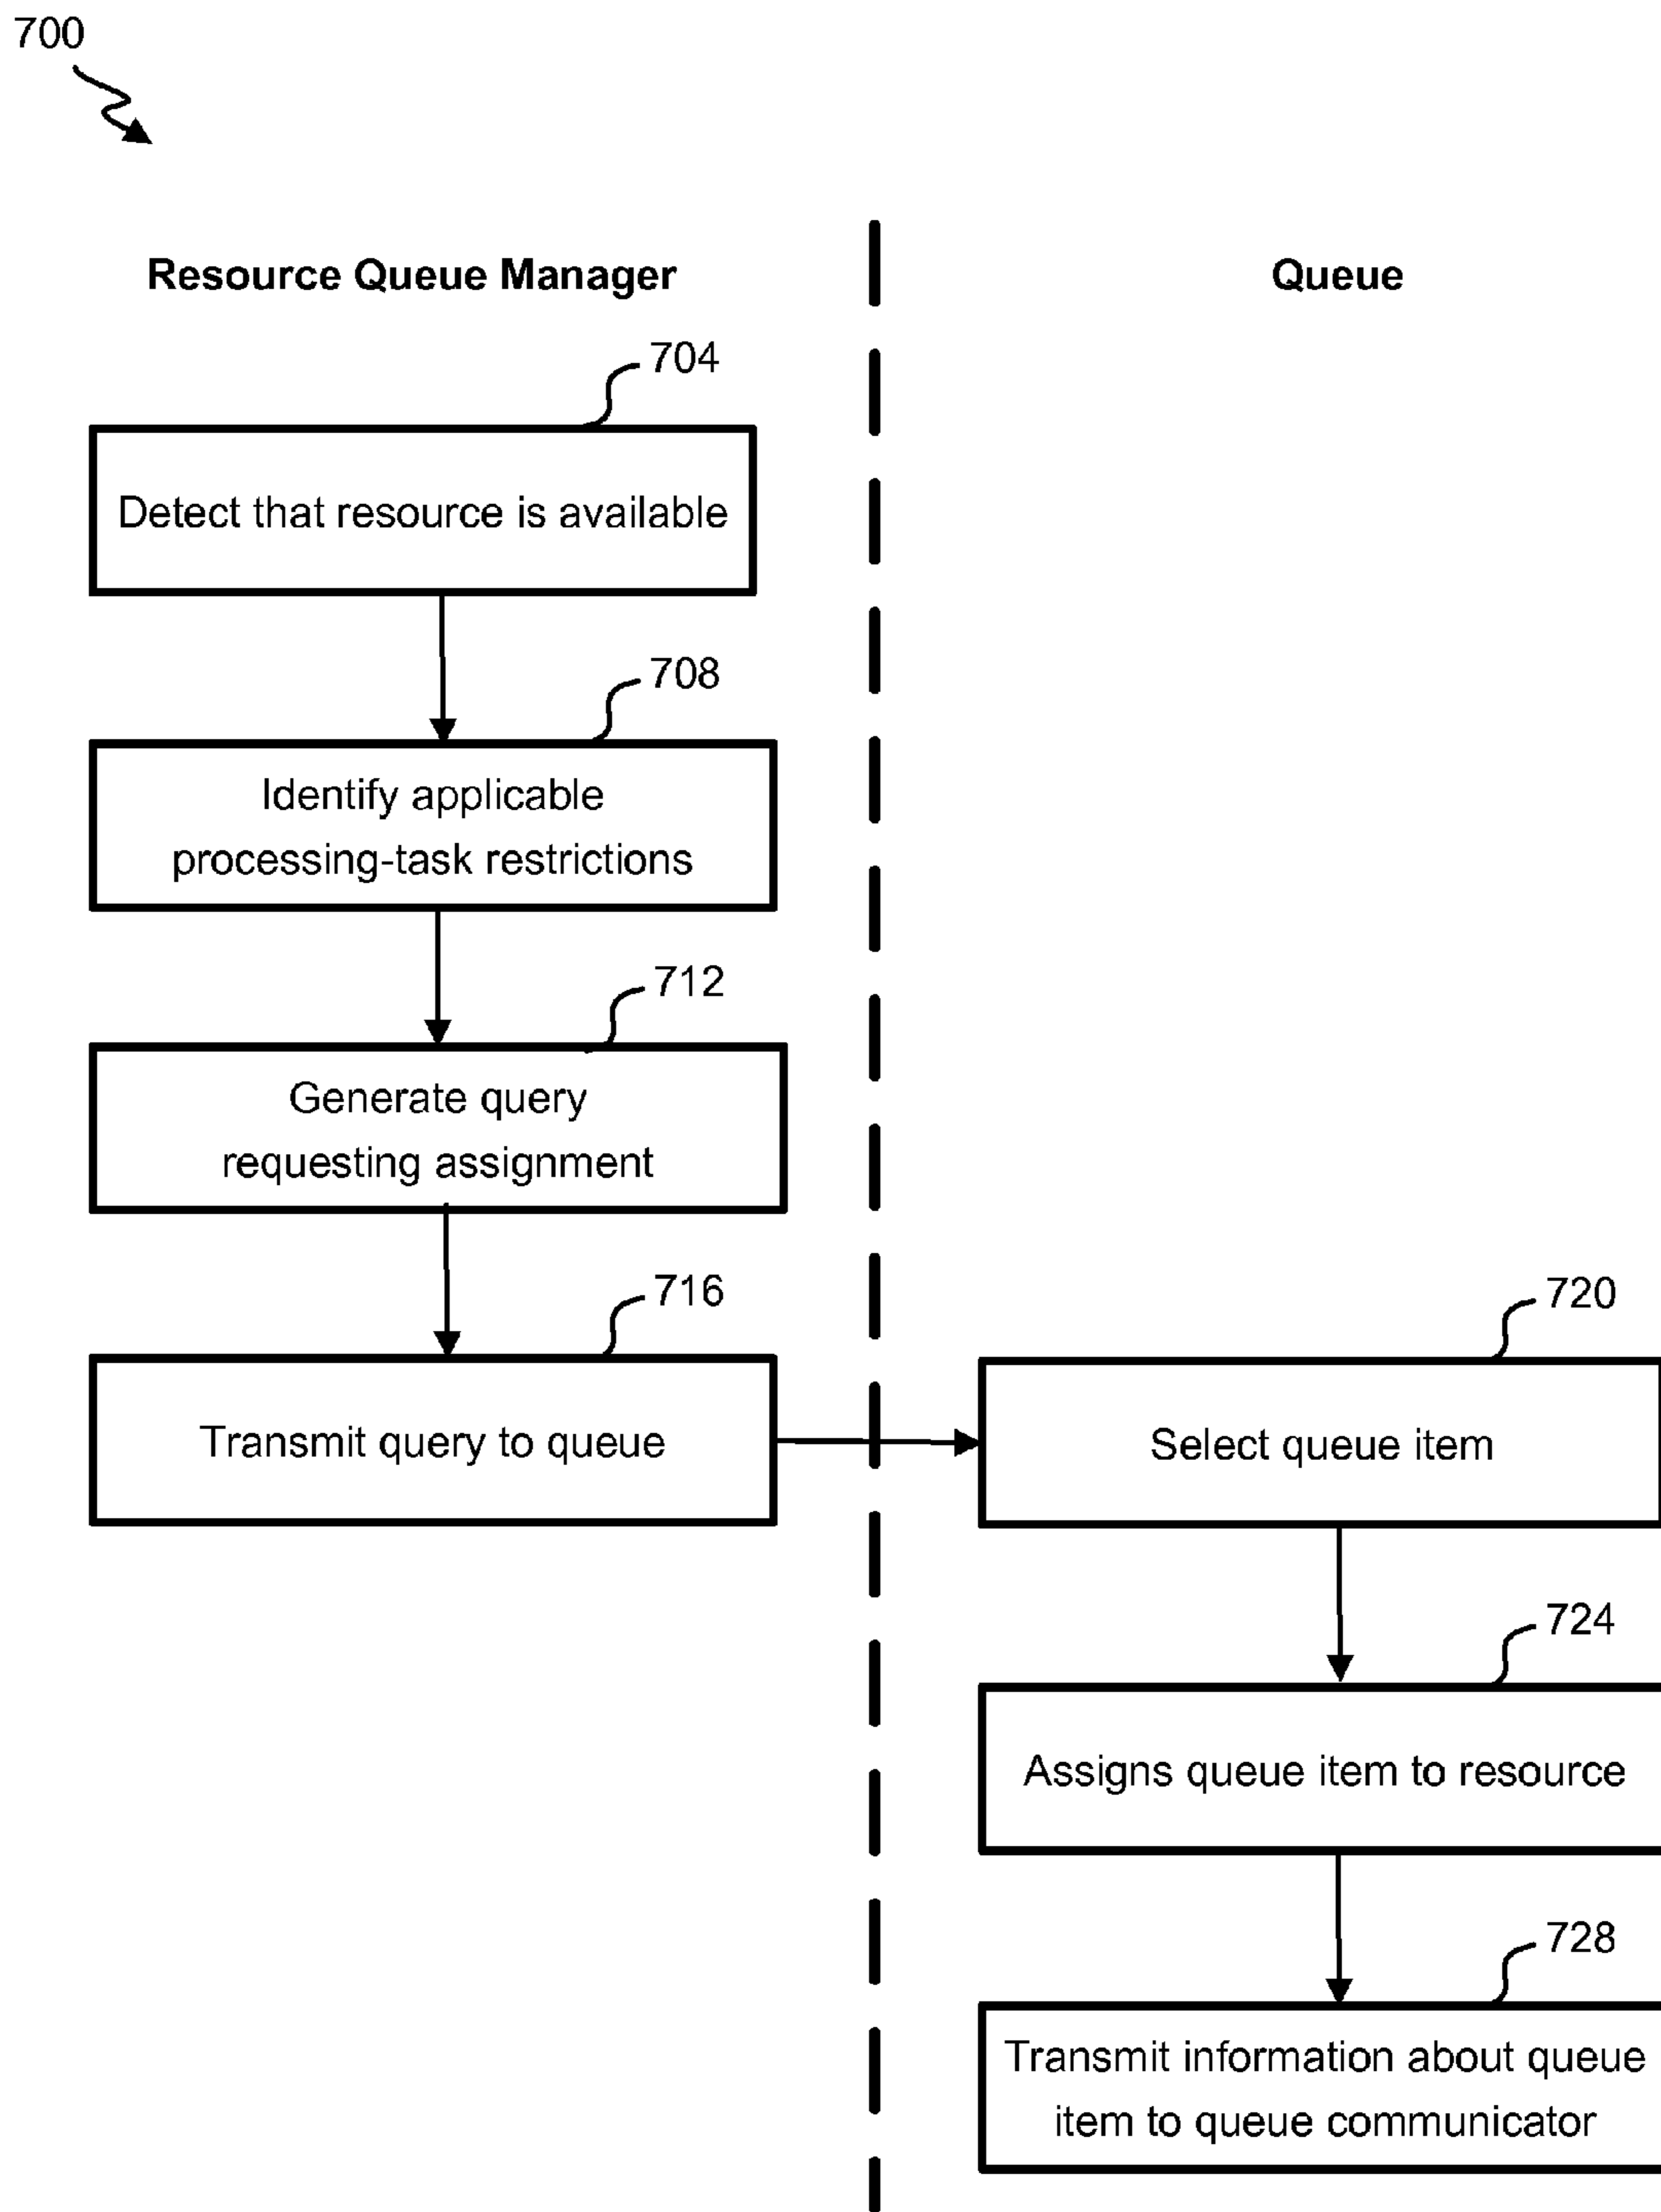 700
Resource Queue Manager
Queue
704
Detect that resource is available
708
Identify applicable
processing-task restrictions
712
Generate query
requesting assignment
716
Transmit query to queue
720
Select queue item
724
Assigns queue item to resource
728
Transmit information about queue
item to queue communicator